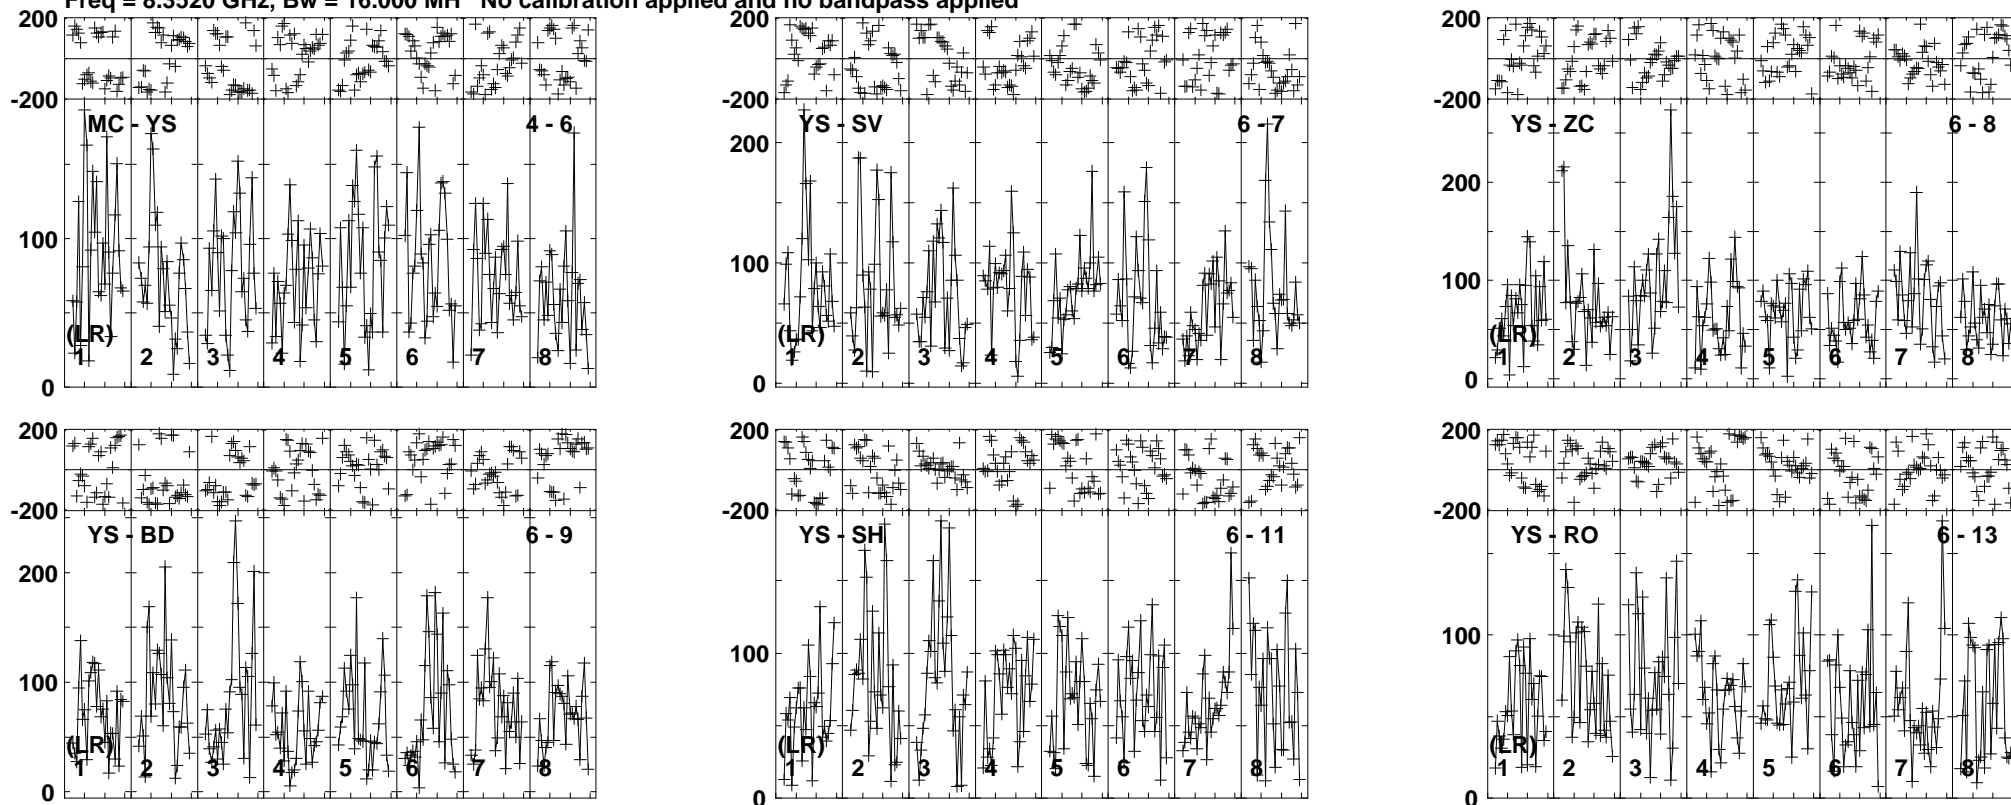 Freq = 8.3520 GHz, Bw = 16.000 MH No calibration applied and no bandpass applied
200
-200
MC - YS
4 - 6
100
0
(LR)
1 2 3 4 5 6 7 8
200
-200
YS - SV
6 - 7
200
100
0
(LR)
1 2 3 4 5 6 7 8
200
-200
YS - ZC
6 - 8
200
100
0
(LR)
1 2 3 4 5 6 7 8
200
-200
YS - BD
6 - 9
200
100
0
(LR)
1 2 3 4 5 6 7 8
200
-200
YS - SH
6 - 11
100
0
(LR)
1 2 3 4 5 6 7 8
200
-200
YS - RO
6 - 13
100
0
(LR)
1 2 3 4 5 6 7 8